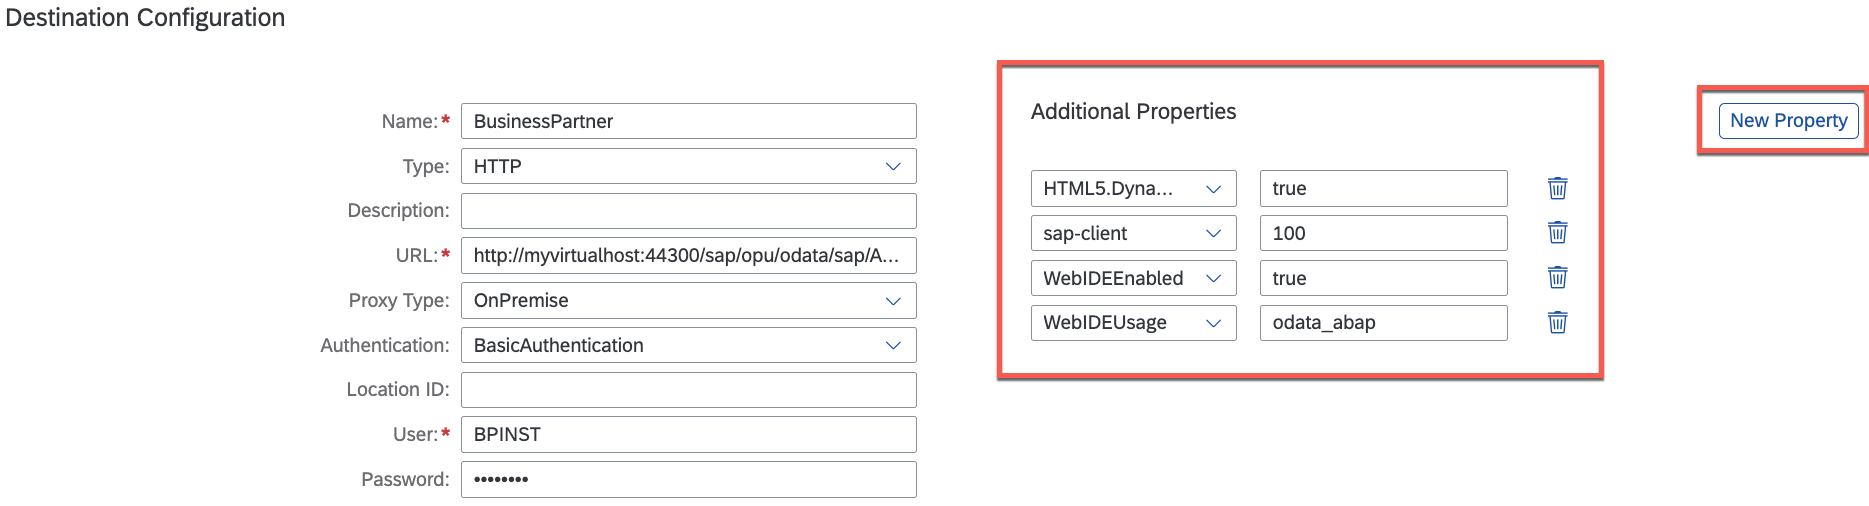 Destination Configuration
Name:* BusinessPartner
Type: HTTP
Description:
URL:* http://myvirtualhost:44300/sap/opu/odata/sap/A...
Proxy Type: OnPremise
Authentication: BasicAuthentication
Location ID:
User:* BPINST
Password: ••••••••
Additional Properties
HTML5.Dyna... true
sap-client 100
WebIDEEnabled true
WebIDEUsage odata_abap
New Property